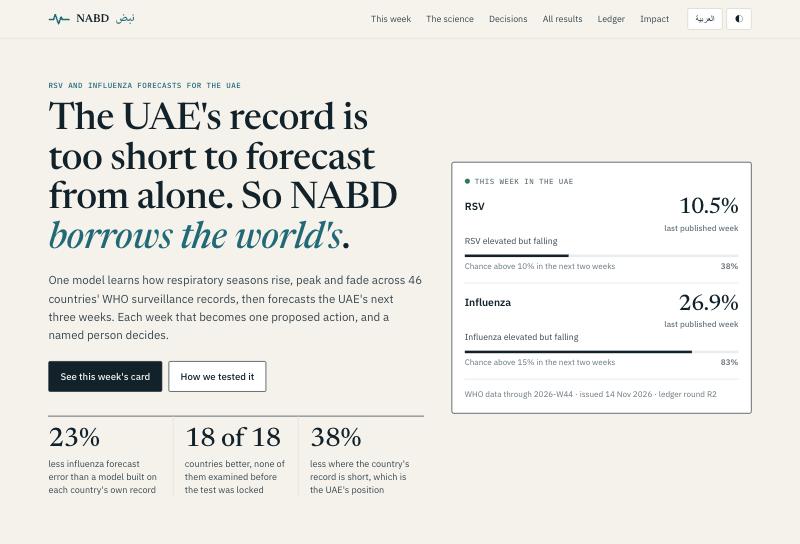 NABD نبض
This week The science Decisions All results Ledger Impact العربية
RSV AND INFLUENZA FORECASTS FOR THE UAE
The UAE's record is
too short to forecast
from alone. So NABD
borrows the world's.
One model learns how respiratory seasons rise, peak and fade across 46
countries' WHO surveillance records, then forecasts the UAE's next
three weeks. Each week that becomes one proposed action, and a
named person decides.
See this week's card
How we tested it
23%
less influenza forecast
error than a model built on
each country's own record
18 of 18
countries better, none of
them examined before
the test was locked
38%
less where the country's
record is short, which is
the UAE's position
THIS WEEK IN THE UAE
RSV 10.5%
last published week
RSV elevated but falling
Chance above 10% in the next two weeks 38%
Influenza 26.9%
last published week
Influenza elevated but falling
Chance above 15% in the next two weeks 83%
WHO data through 2026-W44 · issued 14 Nov 2026 · ledger round R2